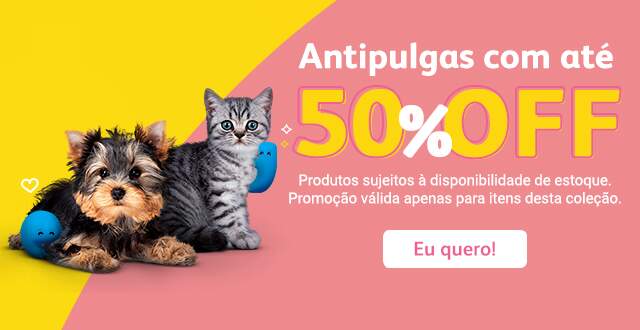 Antipulgas com até
50%OFF
Produtos sujeitos à disponibilidade de estoque.
Promoção válida apenas para itens desta coleção.
Eu quero!